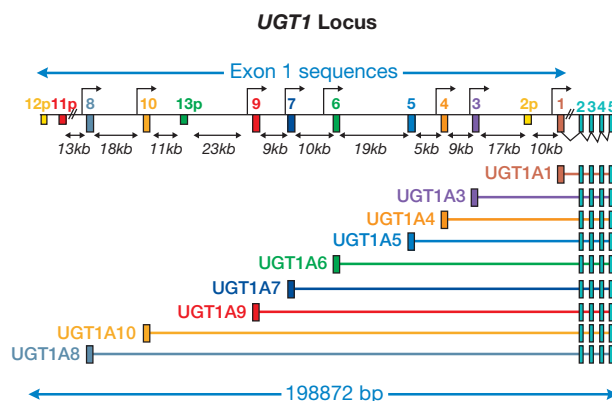 UGT1 Locus
Exon 1 sequences
12p 11p 8 10 13p 9 7 6 5 4 3 2p 1 2 3 4 5
13kb 18kb 11kb 23kb 9kb 10kb 19kb 5kb 9kb 17kb 10kb
UGT1A1
UGT1A3
UGT1A4
UGT1A5
UGT1A6
UGT1A7
UGT1A9
UGT1A10
UGT1A8
198872 bp